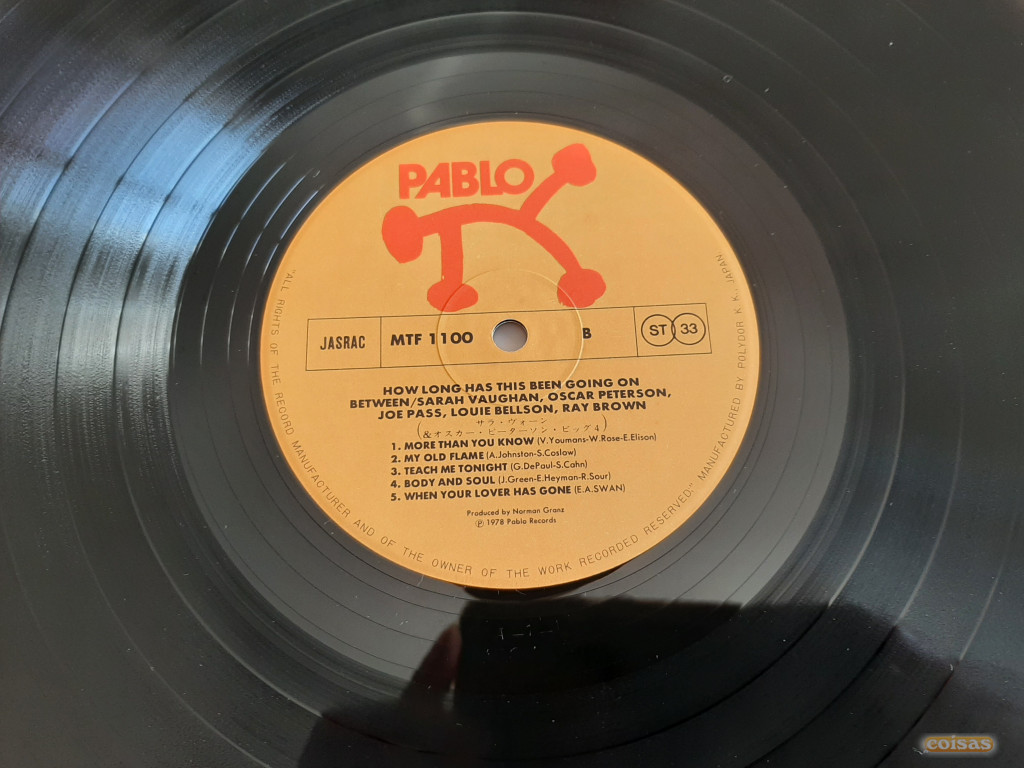 PABLO
JASRAC
MTF 1100
B
ST 33
HOW LONG HAS THIS BEEN GOING ON
BETWEEN/SARAH VAUGHAN, OSCAR PETERSON,
JOE PASS, LOUIE BELLSON, RAY BROWN
(サラ・ヴォーン
&オスカー・ピーターソン・ビッグ4)
1. MORE THAN YOU KNOW (V.Youmans-W.Rose-E.Elison)
2. MY OLD FLAME (A.Johnston-S.Coslow)
3. TEACH ME TONIGHT (G.DePaul-S.Cahn)
4. BODY AND SOUL (J.Green-E.Heyman-R.Sour)
5. WHEN YOUR LOVER HAS GONE (E.A.SWAN)
Produced by Norman Granz
℗ 1978 Pablo Records
"ALL RIGHTS OF THE RECORD MANUFACTURER AND OF THE OWNER OF THE WORK RECORDED RESERVED." MANUFACTURED BY POLYDOR K.K., JAPAN.
coisas